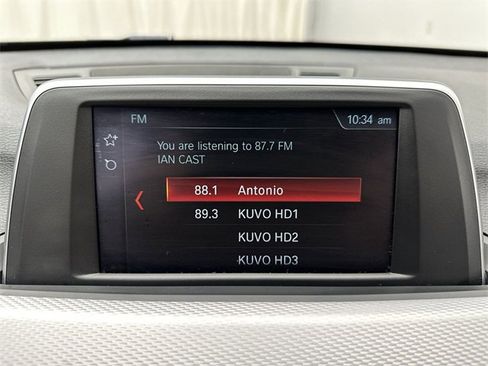 FM 10:34 am
You are listening to 87.7 FM
IAN CAST
88.1 Antonio
89.3 KUVO HD1
KUVO HD2
KUVO HD3